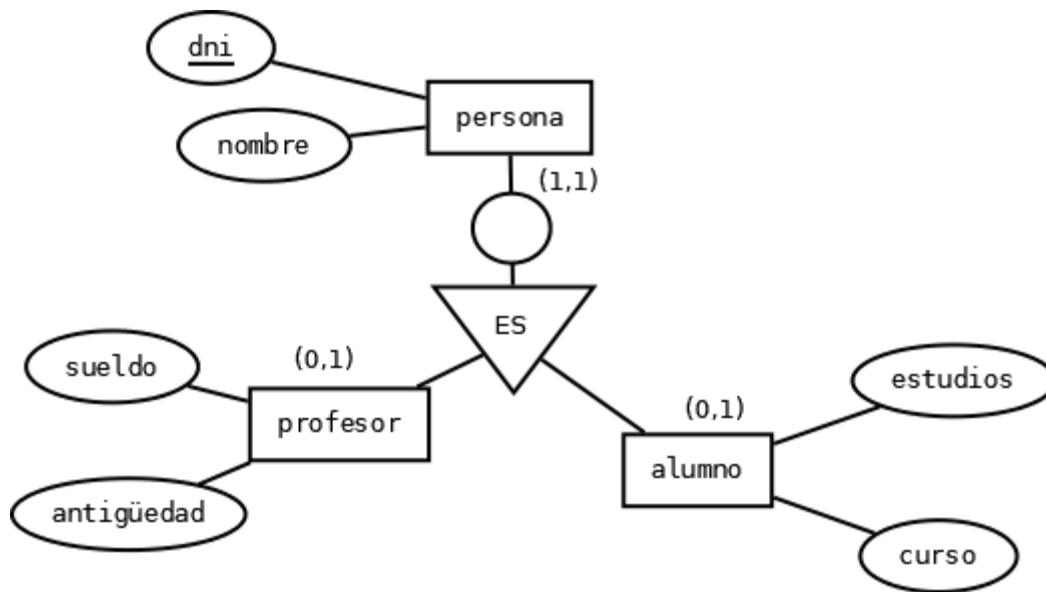 dni
persona
nombre
(1,1)
ES
(0,1)
sueldo
estudios
(0,1)
profesor
alumno
antigüedad
curso